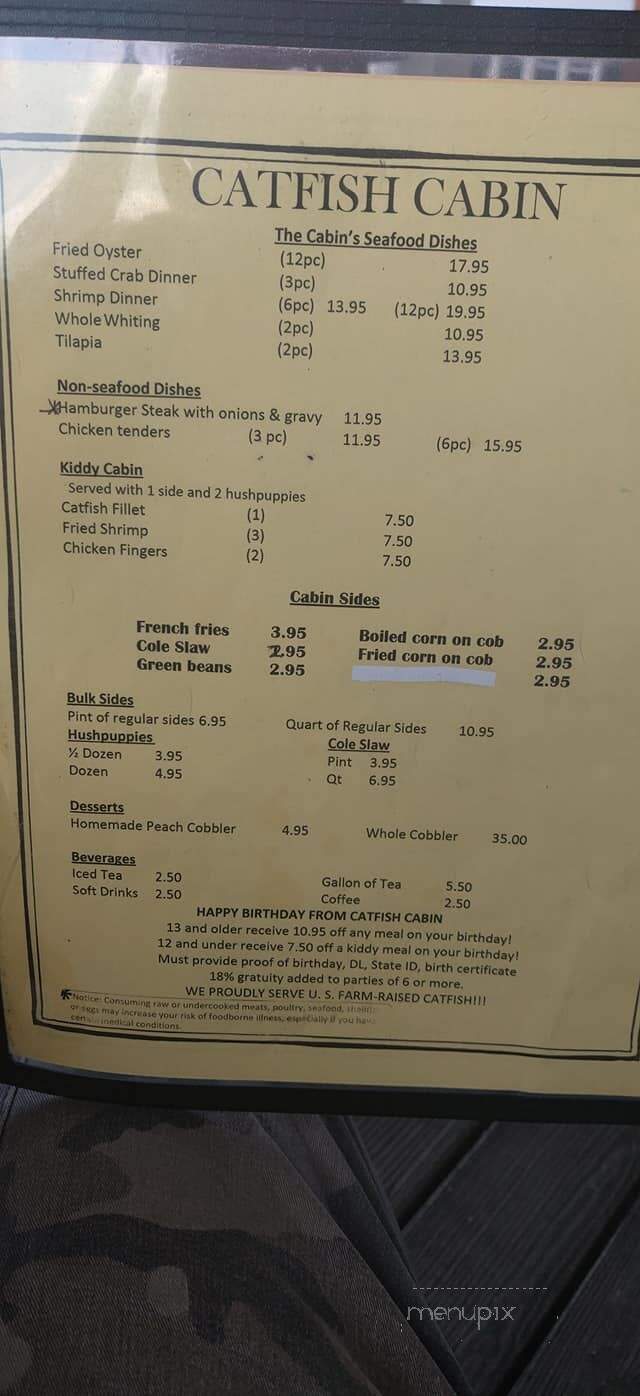 CATFISH CABIN
The Cabin's Seafood Dishes
Fried Oyster (12pc) 17.95
Stuffed Crab Dinner (3pc) 10.95
Shrimp Dinner (6pc) 13.95 (12pc) 19.95
Whole Whiting (2pc) 10.95
Tilapia (2pc) 13.95
Non-seafood Dishes
Hamburger Steak with onions & gravy 11.95
Chicken tenders (3 pc) 11.95 (6pc) 15.95
Kiddy Cabin
Served with 1 side and 2 hushpuppies
Catfish Fillet (1) 7.50
Fried Shrimp (3) 7.50
Chicken Fingers (2) 7.50
Cabin Sides
French fries 3.95 Boiled corn on cob 2.95
Cole Slaw 2.95 Fried corn on cob 2.95
Green beans 2.95 2.95
Bulk Sides
Pint of regular sides 6.95 Quart of Regular Sides 10.95
Hushpuppies Cole Slaw
½ Dozen 3.95 Pint 3.95
Dozen 4.95 Qt 6.95
Desserts
Homemade Peach Cobbler 4.95 Whole Cobbler 35.00
Beverages
Iced Tea 2.50 Gallon of Tea 5.50
Soft Drinks 2.50 Coffee 2.50
HAPPY BIRTHDAY FROM CATFISH CABIN
13 and older receive 10.95 off any meal on your birthday!
12 and under receive 7.50 off a kiddy meal on your birthday!
Must provide proof of birthday, DL, State ID, birth certificate
18% gratuity added to parties of 6 or more.
WE PROUDLY SERVE U. S. FARM-RAISED CATFISH!!!
Notice: Consuming raw or undercooked meats, poultry, seafood,
or eggs may increase your risk of foodborne illness, especially if you have
medical conditions.
menupix